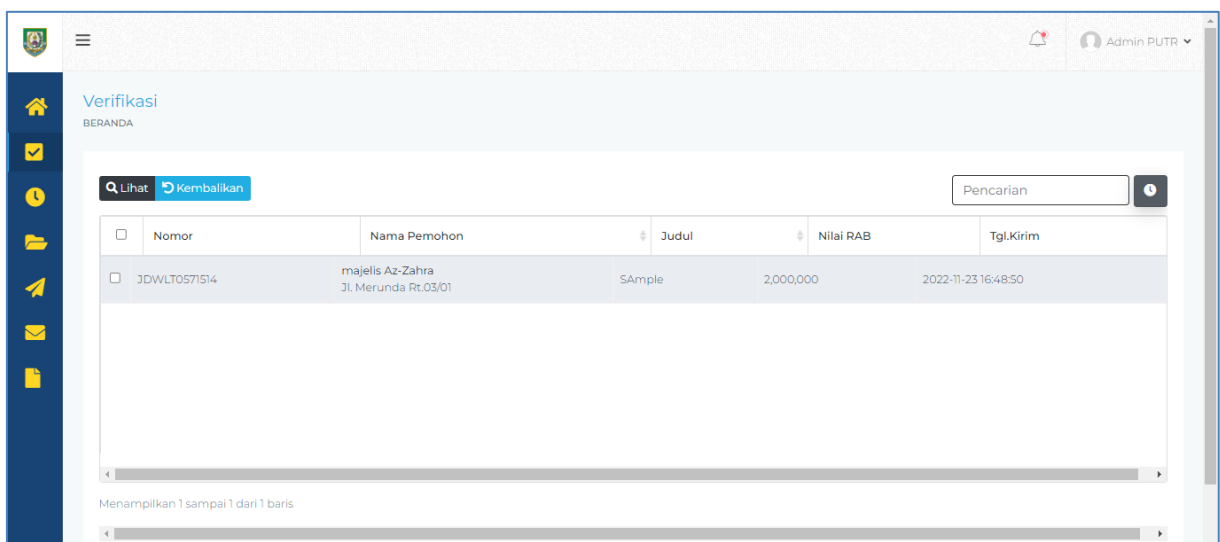 Admin PUTR
Verifikasi
BERANDA
Lihat Kembalikan Pencarian
Nomor Nama Pemohon Judul Nilai RAB Tgl.Kirim
JDWLT0571514 majelis Az-Zahra SAmple 2,000,000 2022-11-23 16:48:50
Jl. Merunda Rt.03/01
Menampilkan 1 sampai 1 dari 1 baris